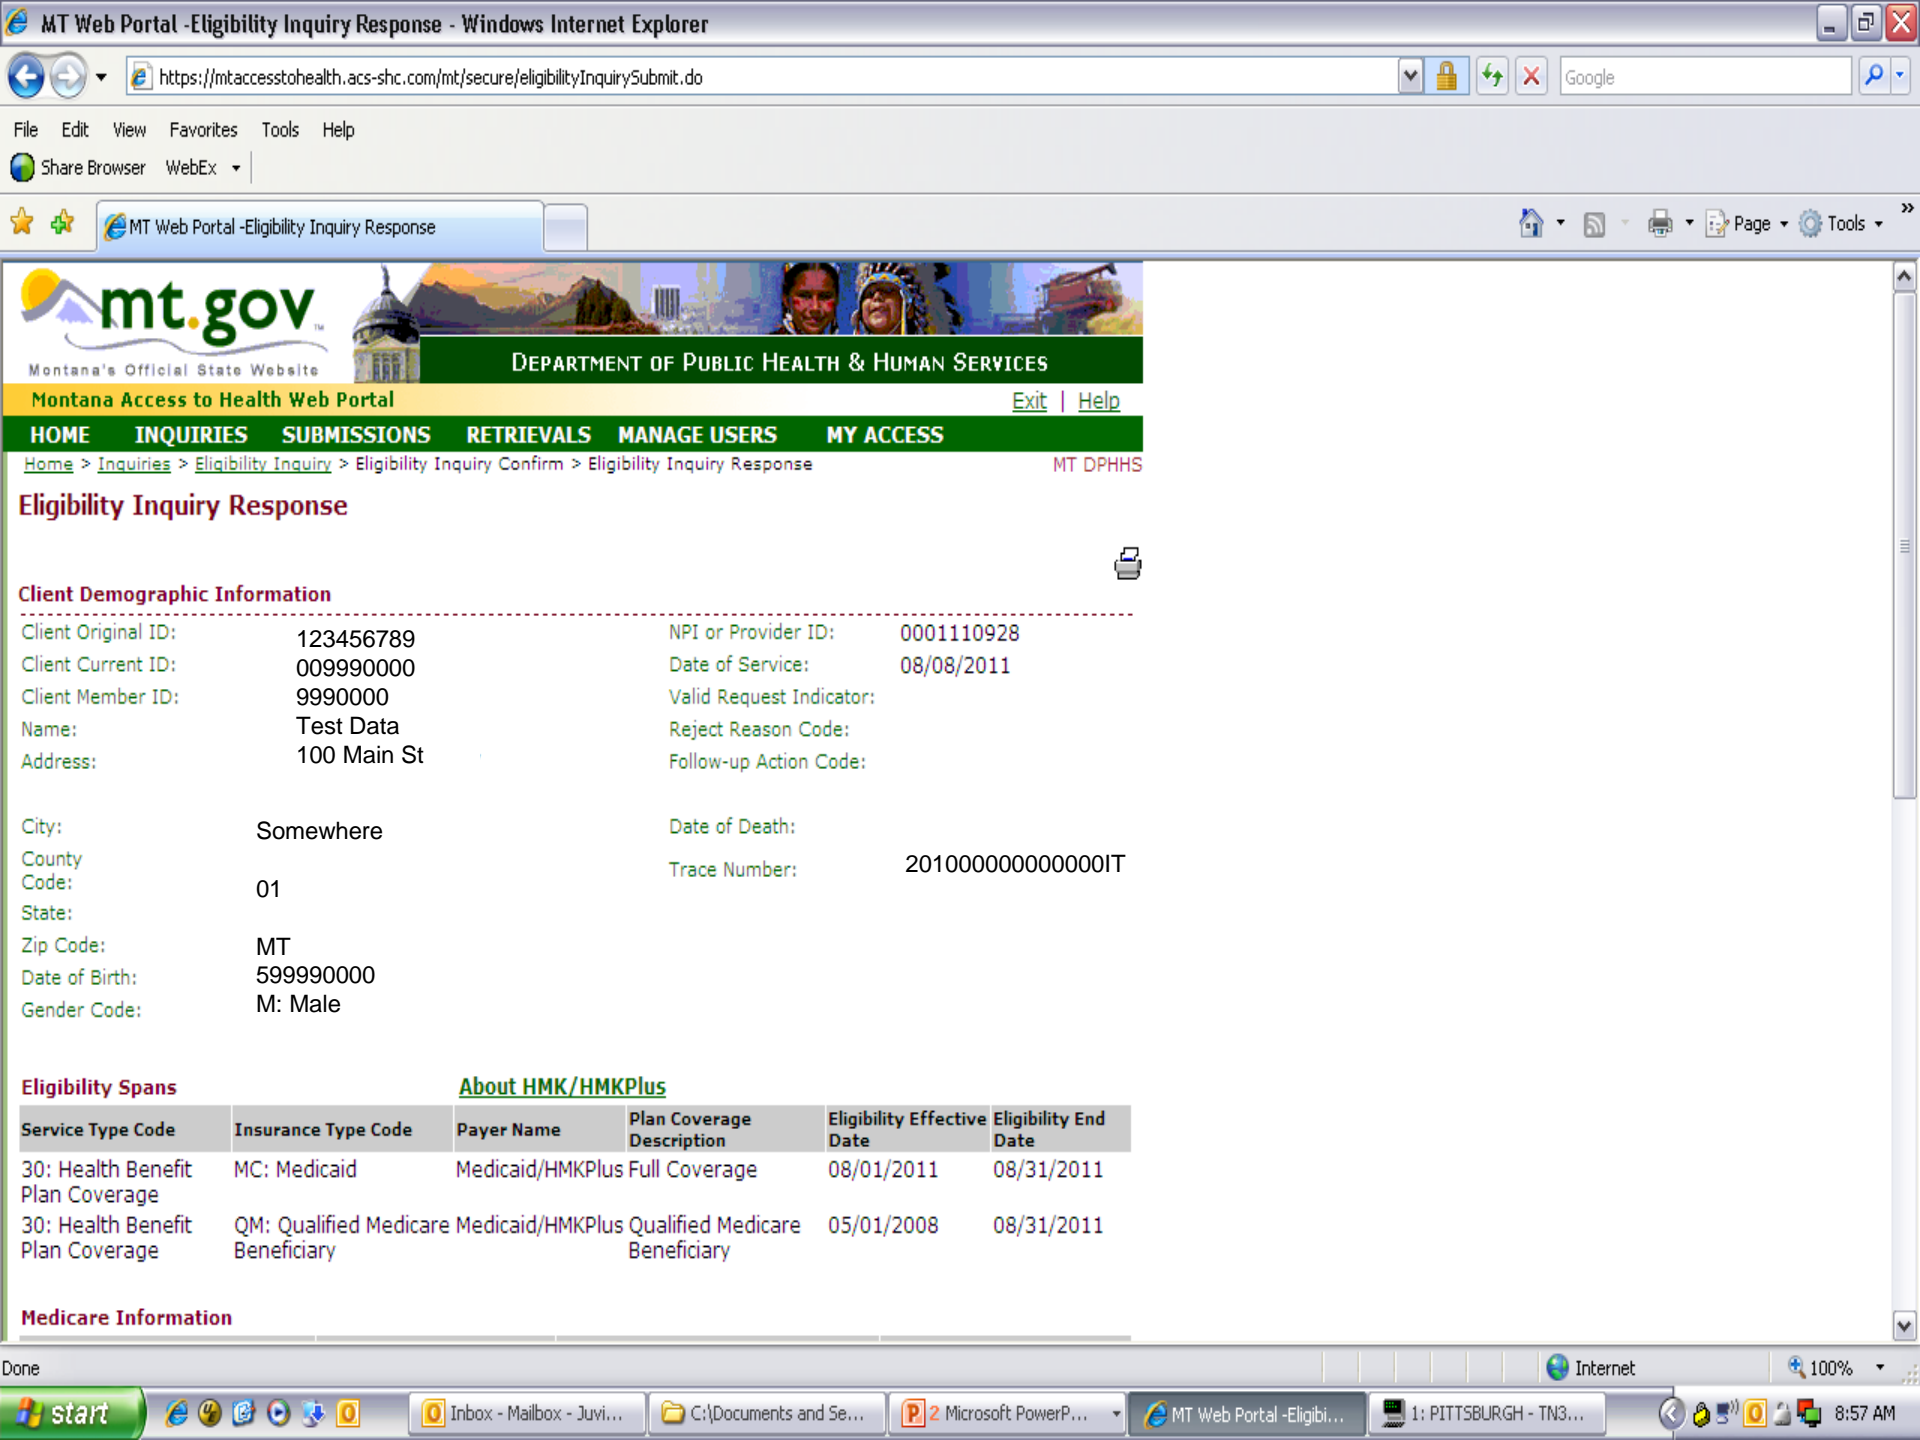 MT Web Portal -Eligibility Inquiry Response - Windows Internet Explorer
https://mtaccesstohealth.acs-shc.com/mt/secure/eligibilityInquirySubmit.do
Google
File Edit View Favorites Tools Help
Share Browser WebEx
MT Web Portal -Eligibility Inquiry Response
Page Tools »
mt.gov
Montana's Official State Website
DEPARTMENT OF PUBLIC HEALTH & HUMAN SERVICES
Montana Access to Health Web Portal
Exit | Help
HOME INQUIRIES SUBMISSIONS RETRIEVALS MANAGE USERS MY ACCESS
Home > Inquiries > Eligibility Inquiry > Eligibility Inquiry Confirm > Eligibility Inquiry Response MT DPHHS
Eligibility Inquiry Response
Client Demographic Information
Client Original ID: 123456789 NPI or Provider ID: 0001110928
Client Current ID: 009990000 Date of Service: 08/08/2011
Client Member ID: 9990000 Valid Request Indicator:
Name: Test Data Reject Reason Code:
Address: 100 Main St Follow-up Action Code:
City: Somewhere Date of Death:
County
Code: 01 Trace Number: 201000000000000IT
State:
Zip Code: MT
Date of Birth: 599990000
Gender Code: M: Male
Eligibility Spans About HMK/HMKPlus
Service Type Code Insurance Type Code Payer Name Plan Coverage Description Eligibility Effective Date Eligibility End Date
30: Health Benefit Plan Coverage MC: Medicaid Medicaid/HMKPlus Full Coverage 08/01/2011 08/31/2011
30: Health Benefit Plan Coverage QM: Qualified Medicare Beneficiary Medicaid/HMKPlus Qualified Medicare Beneficiary 05/01/2008 08/31/2011
Medicare Information
Done Internet 100%
start Inbox - Mailbox - Juvi... C:\Documents and Se... 2 Microsoft PowerP... MT Web Portal -Eligibi... 1: PITTSBURGH - TN3... 8:57 AM